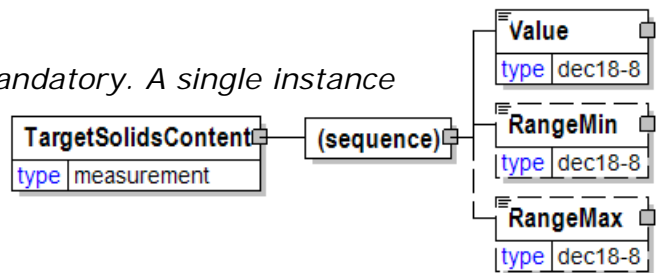 Value
type dec18-8
andatory. A single instance
RangeMin
type dec18-8
TargetSolidsContent
type measurement
(sequence)
RangeMax
type dec18-8